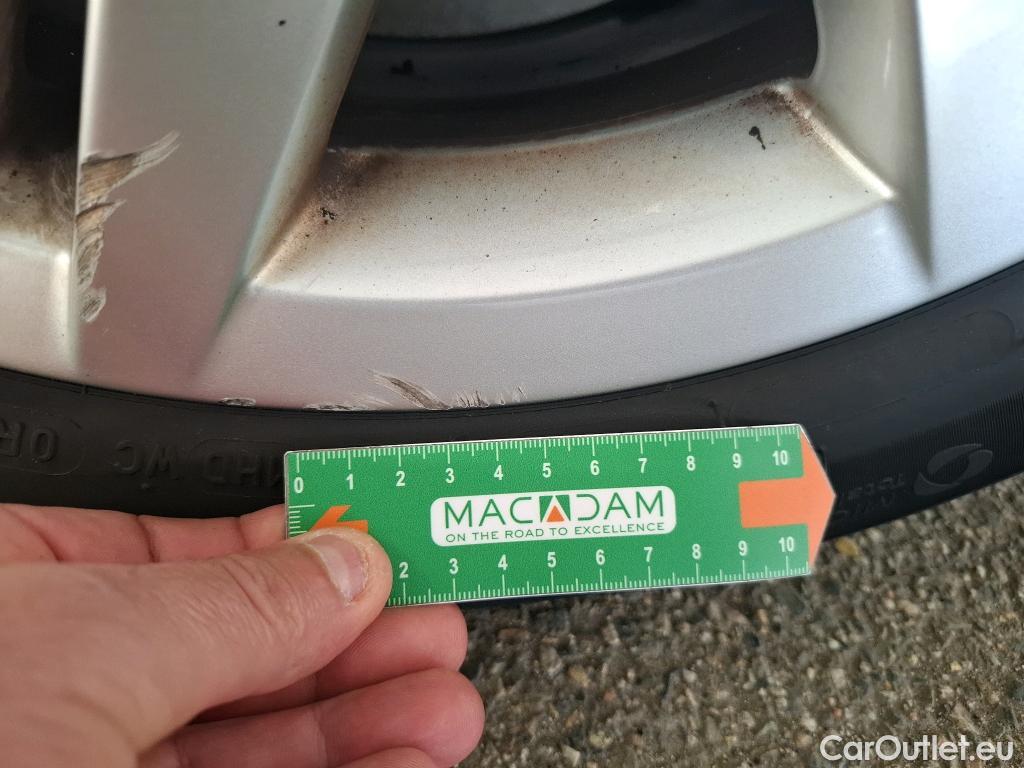 0 1 2 3 4 5 6 7 8 9 10
MACADAM
ON THE ROAD TO EXCELLENCE
2 3 4 5 6 7 8 9 10
CarOutlet.eu